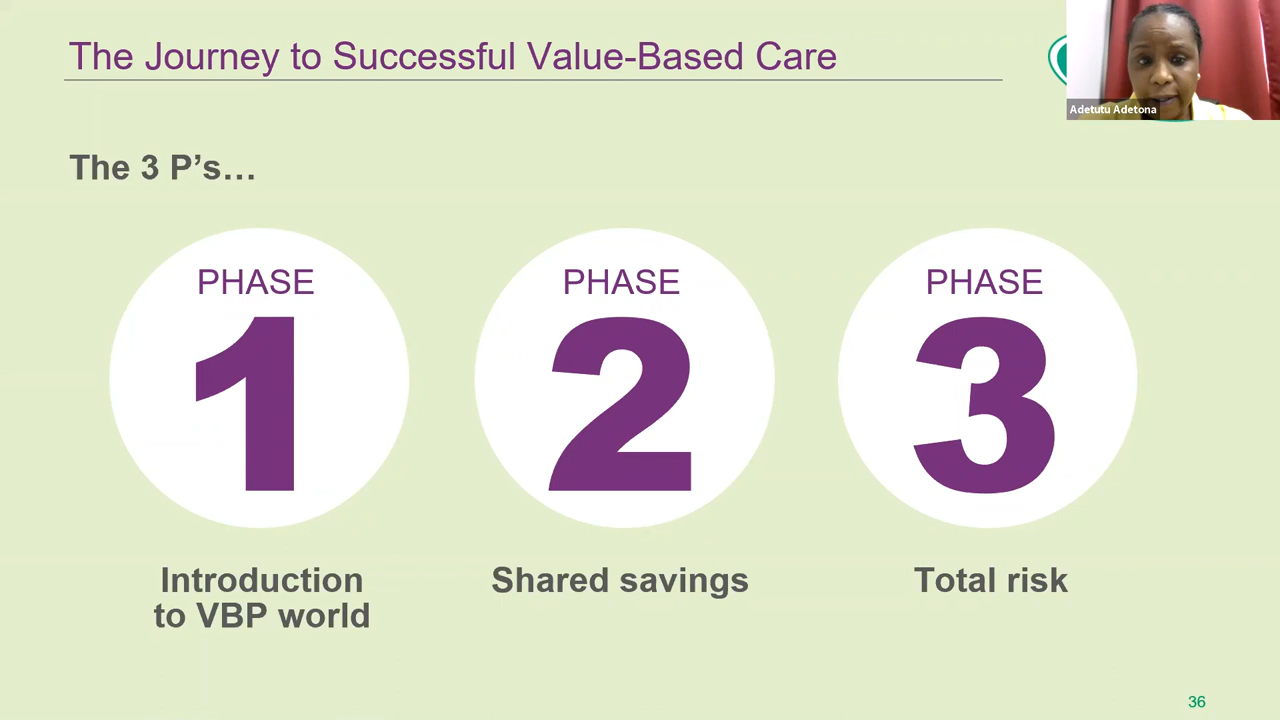 The Journey to Successful Value-Based Care
Adetutu Adetona
The 3 P’s…
PHASE
1
Introduction
to VBP world
PHASE
2
Shared savings
PHASE
3
Total risk
36